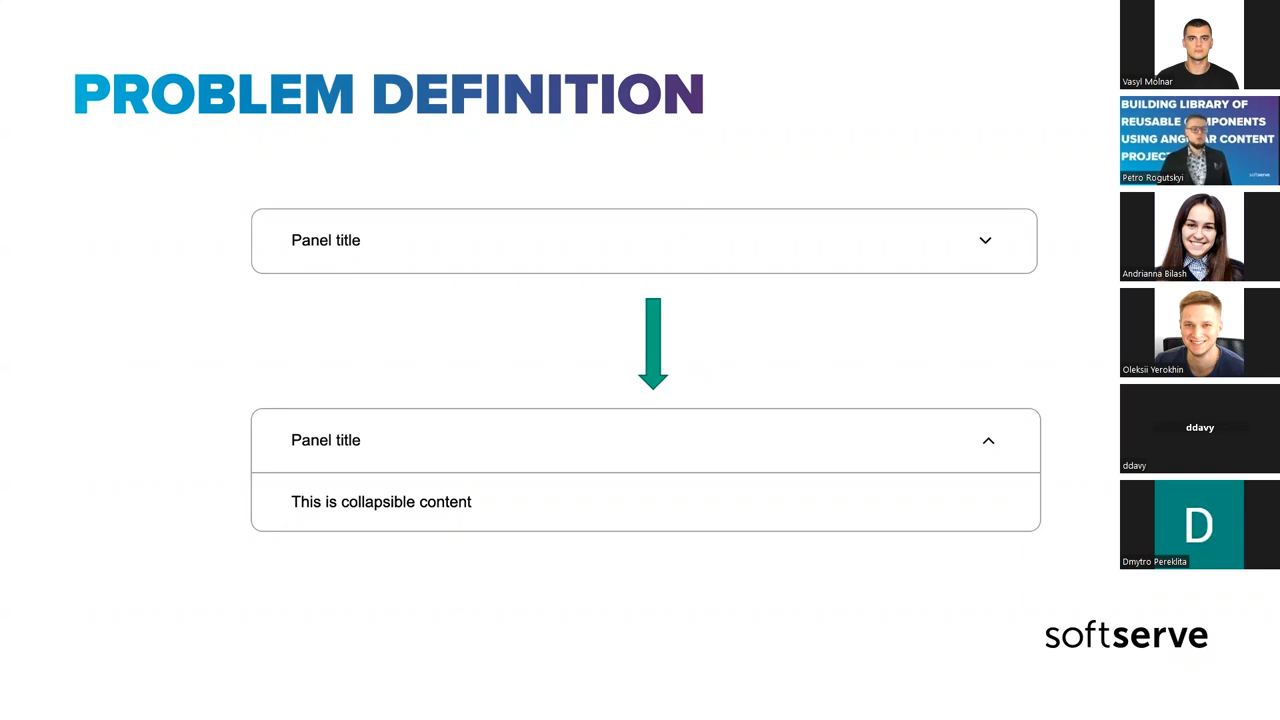 PROBLEM DEFINITION
Panel title
Panel title
This is collapsible content
softserve
Vasyl Molnar
BUILDING LIBRARY OF
REUSABLE COMPONENTS
USING ANGULAR CONTENT
PROJEC
softserve
Petro Rogutskyi
Andrianna Bilash
Oleksii Yerokhin
ddavy
ddavy
D
Dmytro Pereklita